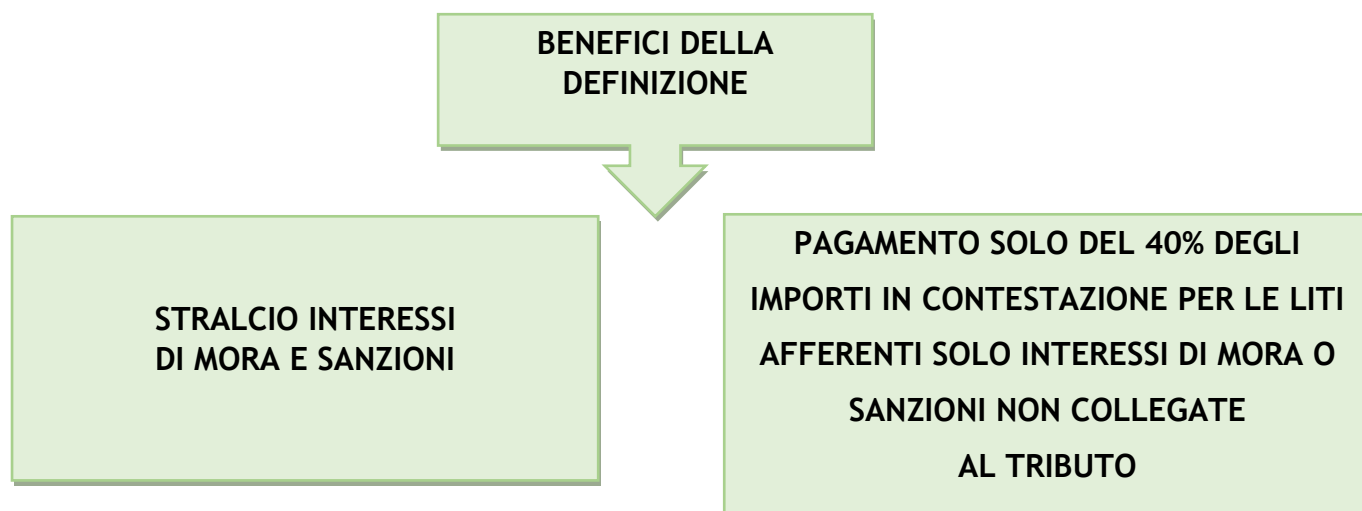 BENEFICI DELLA
DEFINIZIONE
STRALCIO INTERESSI
DI MORA E SANZIONI
PAGAMENTO SOLO DEL 40% DEGLI
IMPORTI IN CONTESTAZIONE PER LE LITI
AFFERENTI SOLO INTERESSI DI MORA O
SANZIONI NON COLLEGATE
AL TRIBUTO